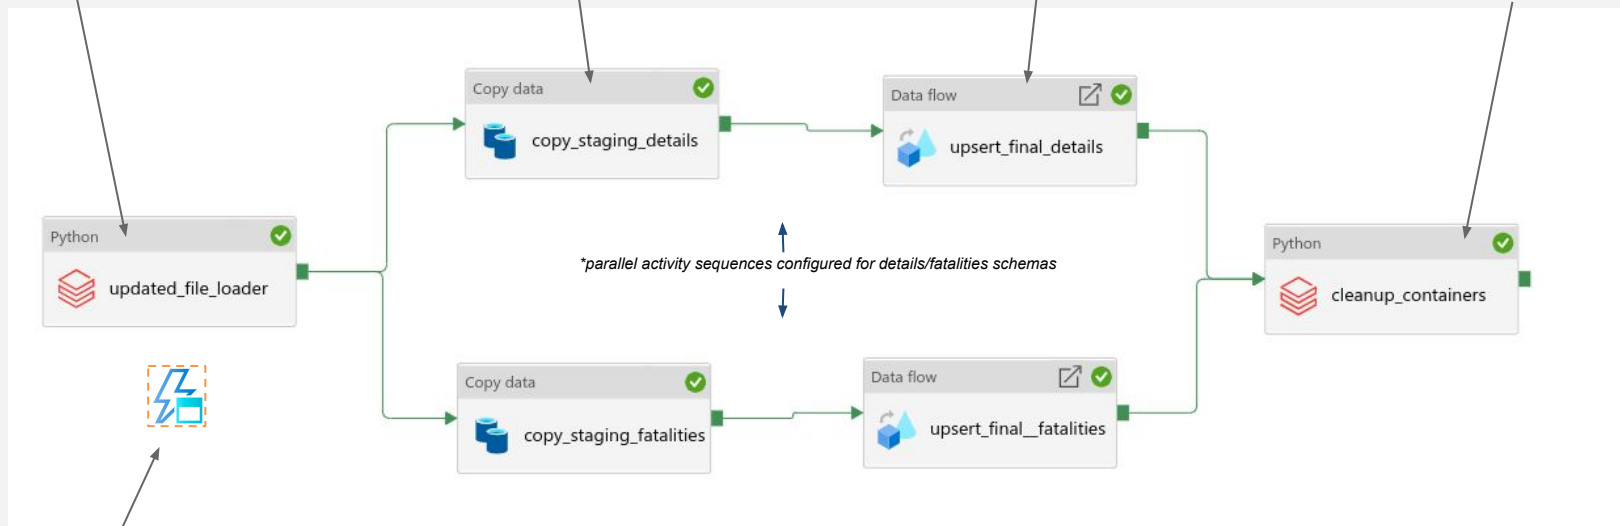 Copy data
copy_staging_details
Data flow
upsert_final_details
Python
updated_file_loader
*parallel activity sequences configured for details/fatalities schemas
Python
cleanup_containers
Copy data
copy_staging_fatalities
Data flow
upsert_final__fatalities